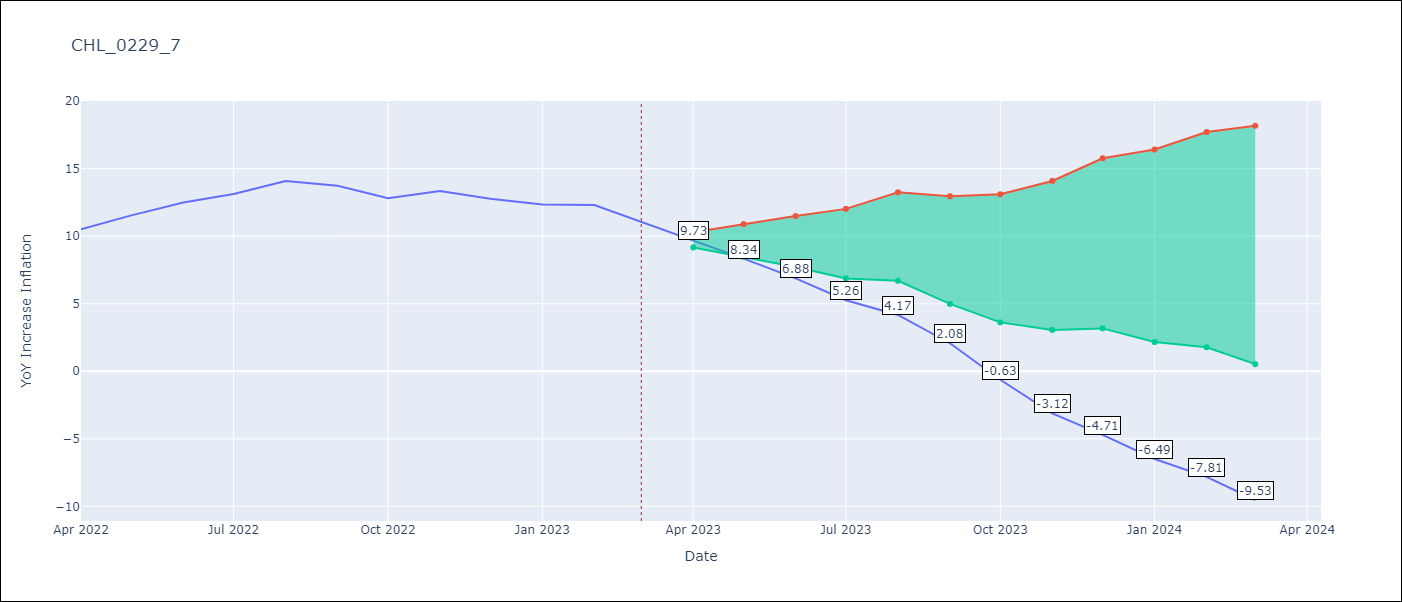 CHL_0229_7
YoY Increase Inflation
20
15
10
5
0
−5
−10
9.73
8.34
6.88
5.26
4.17
2.08
-0.63
-3.12
-4.71
-6.49
-7.81
-9.53
Apr 2022
Jul 2022
Oct 2022
Jan 2023
Apr 2023
Jul 2023
Oct 2023
Jan 2024
Apr 2024
Date